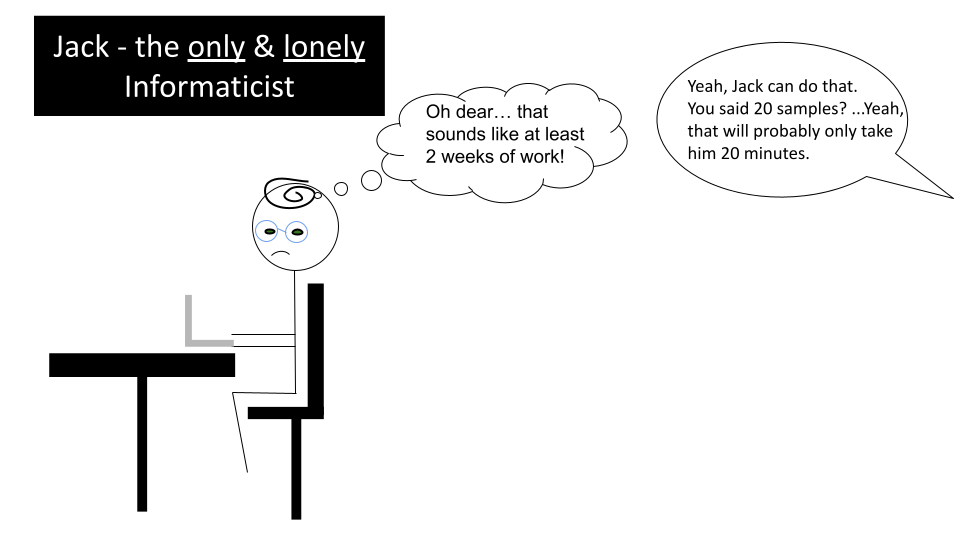 Jack - the only & lonely
Informaticist
Oh dear… that
sounds like at least
2 weeks of work!
Yeah, Jack can do that.
You said 20 samples? ...Yeah,
that will probably only take
him 20 minutes.